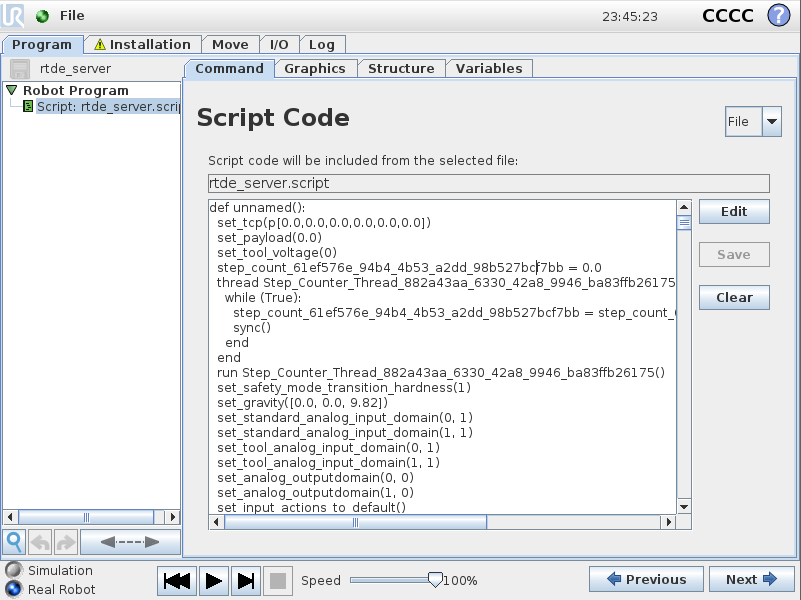 File
23:45:23
CCCC
?
Program
Installation
Move
I/O
Log
rtde_server
Command
Graphics
Structure
Variables
Robot Program
Script: rtde_server.scrip
Script Code
File
Script code will be included from the selected file:
rtde_server.script
def unnamed():
set_tcp(p[0.0,0.0,0.0,0.0,0.0,0.0])
set_payload(0.0)
set_tool_voltage(0)
step_count_61ef576e_94b4_4b53_a2dd_98b527bcf7bb = 0.0
thread Step_Counter_Thread_882a43aa_6330_42a8_9946_ba83ffb26175
while (True):
step_count_61ef576e_94b4_4b53_a2dd_98b527bcf7bb = step_count_
sync()
end
end
run Step_Counter_Thread_882a43aa_6330_42a8_9946_ba83ffb26175()
set_safety_mode_transition_hardness(1)
set_gravity([0.0, 0.0, 9.82])
set_standard_analog_input_domain(0, 1)
set_standard_analog_input_domain(1, 1)
set_tool_analog_input_domain(0, 1)
set_tool_analog_input_domain(1, 1)
set_analog_outputdomain(0, 0)
set_analog_outputdomain(1, 0)
set_input_actions_to_default()
Edit
Save
Clear
Simulation
Real Robot
Speed
100%
Previous
Next